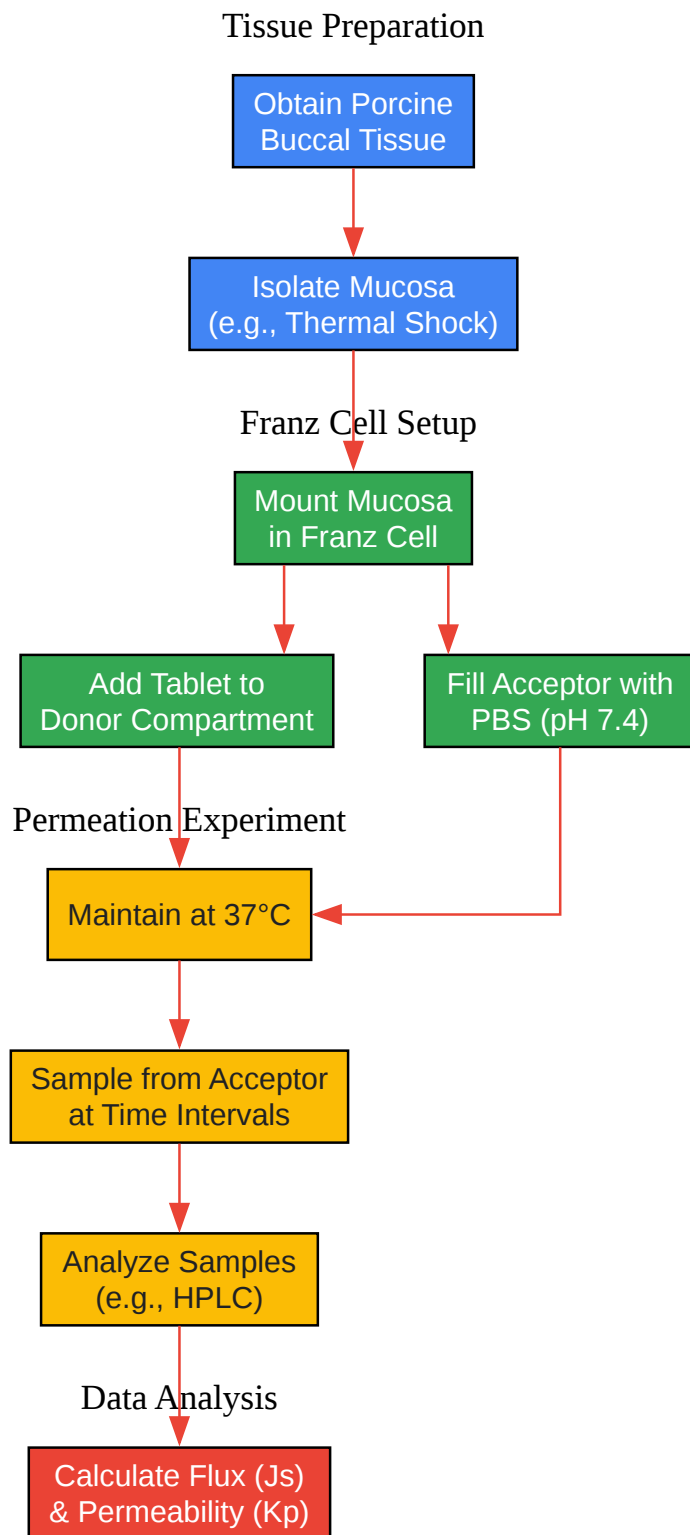 Tissue Preparation
Obtain Porcine
Buccal Tissue
Isolate Mucosa
(e.g., Thermal Shock)
Franz Cell Setup
Mount Mucosa
in Franz Cell
Add Tablet to
Donor Compartment
Fill Acceptor with
PBS (pH 7.4)
Permeation Experiment
Maintain at 37°C
Sample from Acceptor
at Time Intervals
Analyze Samples
(e.g., HPLC)
Data Analysis
Calculate Flux (Js)
& Permeability (Kp)